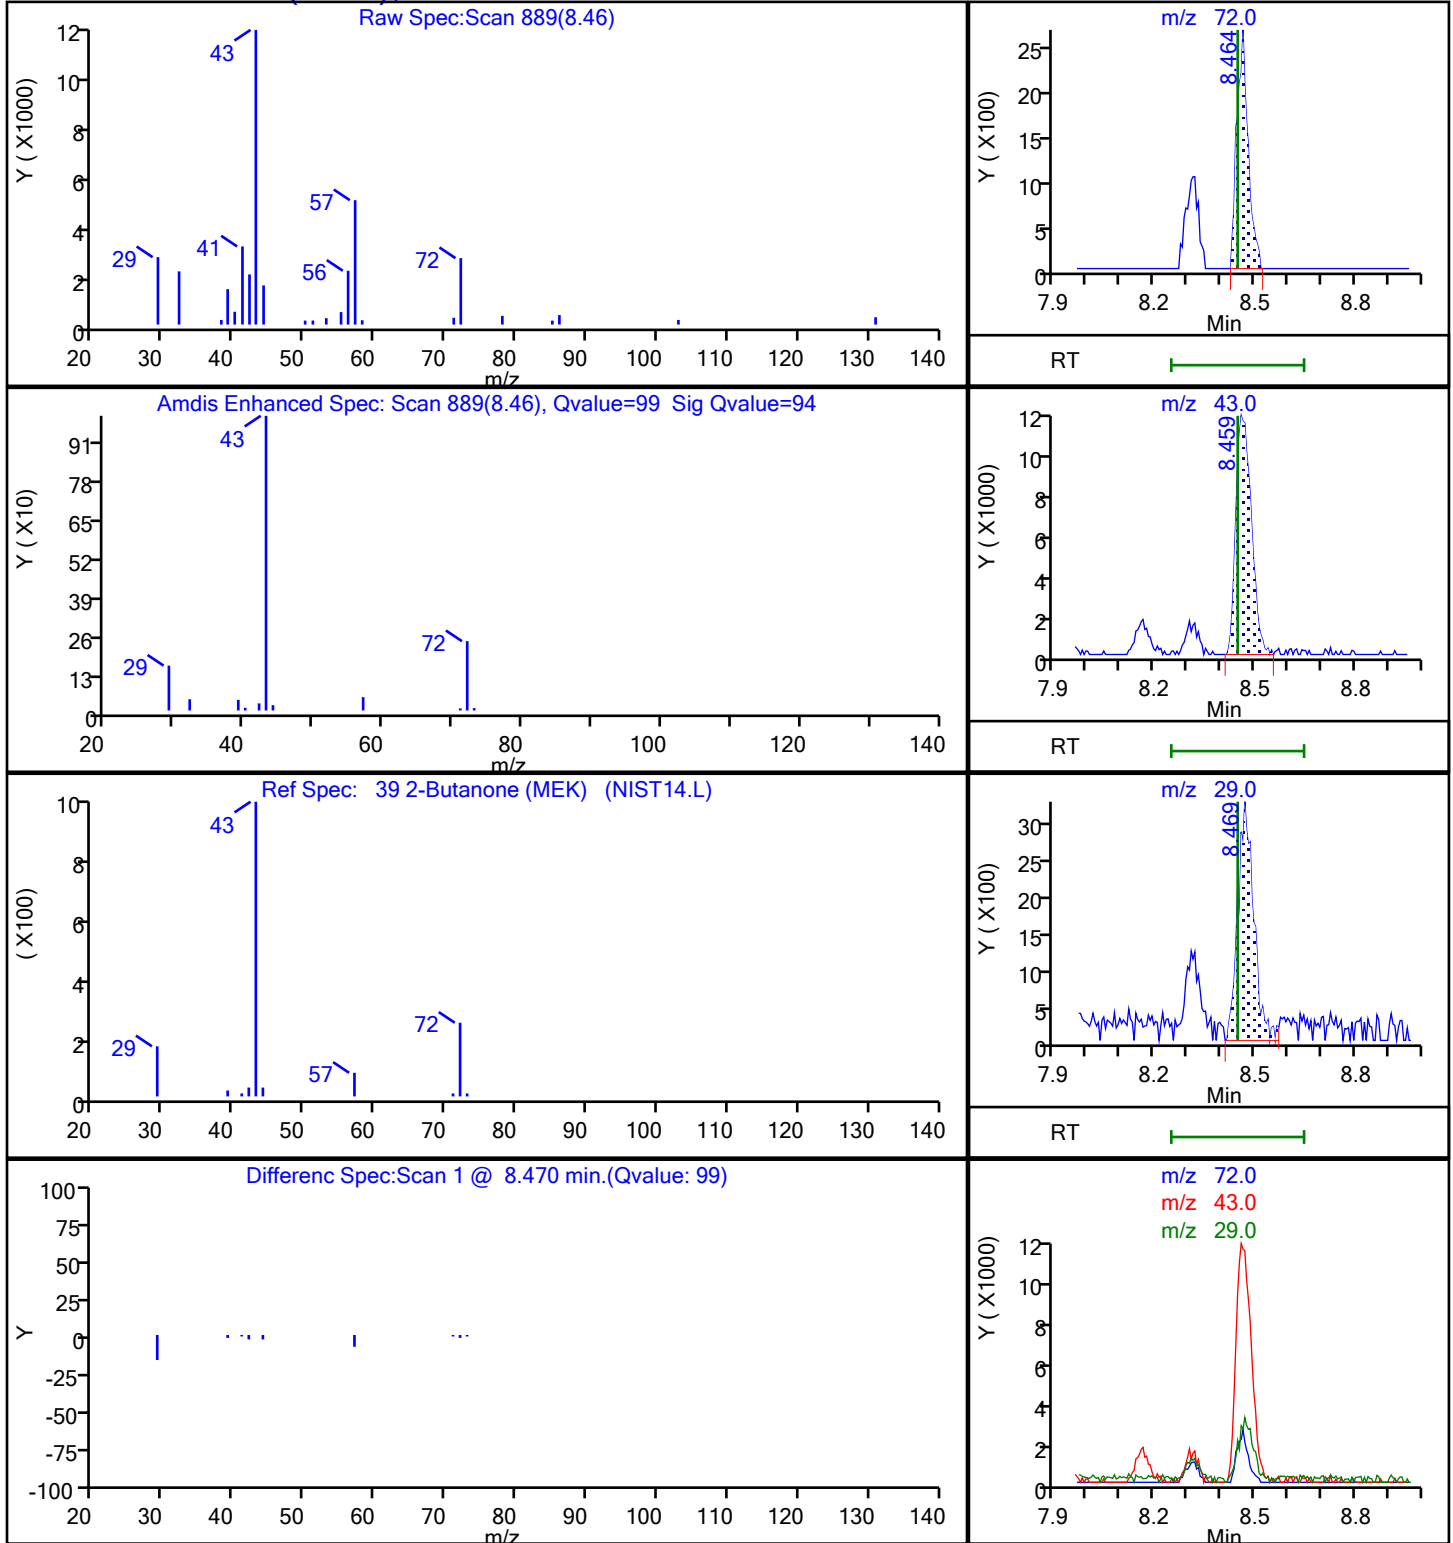 Raw Spec:Scan 889(8.46)
12
10
8
6
4
2
0
Y ( X1000)
43
57
41
29
56
72
20 30 40 50 60 70 80 90 100 110 120 130 140
m/z
m/z 72.0
25
20
15
10
5
0
Y ( X100)
8.464
7.9 8.2 8.5 8.8
Min
RT
Amdis Enhanced Spec: Scan 889(8.46), Qvalue=99 Sig Qvalue=94
91
78
65
52
39
26
13
0
Y ( X10)
43
29
72
20 40 60 80 100 120 140
m/z
m/z 43.0
12
10
8
6
4
2
0
Y ( X1000)
8.459
7.9 8.2 8.5 8.8
Min
RT
Ref Spec: 39 2-Butanone (MEK) (NIST14.L)
10
8
6
4
2
0
( X100)
43
29
57
72
20 30 40 50 60 70 80 90 100 110 120 130 140
m/z 29.0
30
25
20
15
10
5
0
Y ( X100)
8.469
7.9 8.2 8.5 8.8
Min
RT
Differenc Spec:Scan 1 @ 8.470 min.(Qvalue: 99)
100
75
50
25
0
-25
-50
-75
-100
Y
20 30 40 50 60 70 80 90 100 110 120 130 140
m/z
m/z 72.0
m/z 43.0
m/z 29.0
12
10
8
6
4
2
0
Y ( X1000)
7.9 8.2 8.5 8.8
Min